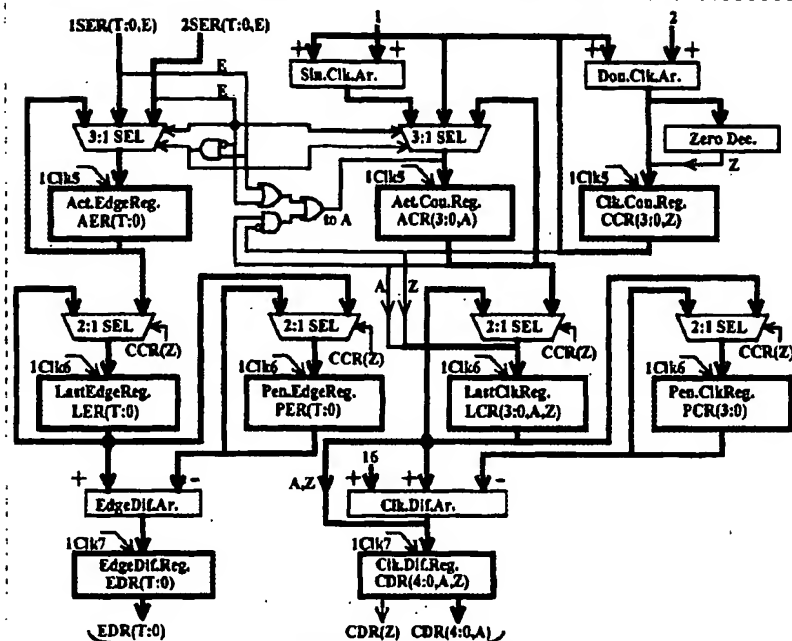 1SER(T:0,E)
2SER(T:0,E)
1
2
E
E
+
+
+
+
Sin.Clk.Ar.
Dou.Clk.Ar.
3:1 SEL
3:1 SEL
Zero Dec.
Z
1Clk5
1Clk5
1Clk5
Act.EdgeReg.
AER(T:0)
to A
Act.Cou.Reg.
ACR(3:0,A)
Clk.Cou.Reg.
CCR(3:0,Z)
A
Z
2:1 SEL
2:1 SEL
2:1 SEL
2:1 SEL
CCR(Z)
CCR(Z)
CCR(Z)
CCR(Z)
1Clk6
1Clk6
1Clk6
1Clk6
LastEdgeReg.
LER(T:0)
Pen.EdgeReg.
PER(T:0)
LastClkReg.
LCR(3:0,A,Z)
Pen.ClkReg.
PCR(3:0)
16
+
-
A,Z
+
+
-
EdgeDif.Ar.
Clk.Dif.Ar.
1Clk7
1Clk7
EdgeDif.Reg.
EDR(T:0)
Clk.Dif.Reg.
CDR(4:0,A,Z)
EDR(T:0)
CDR(Z)
CDR(4:0,A)